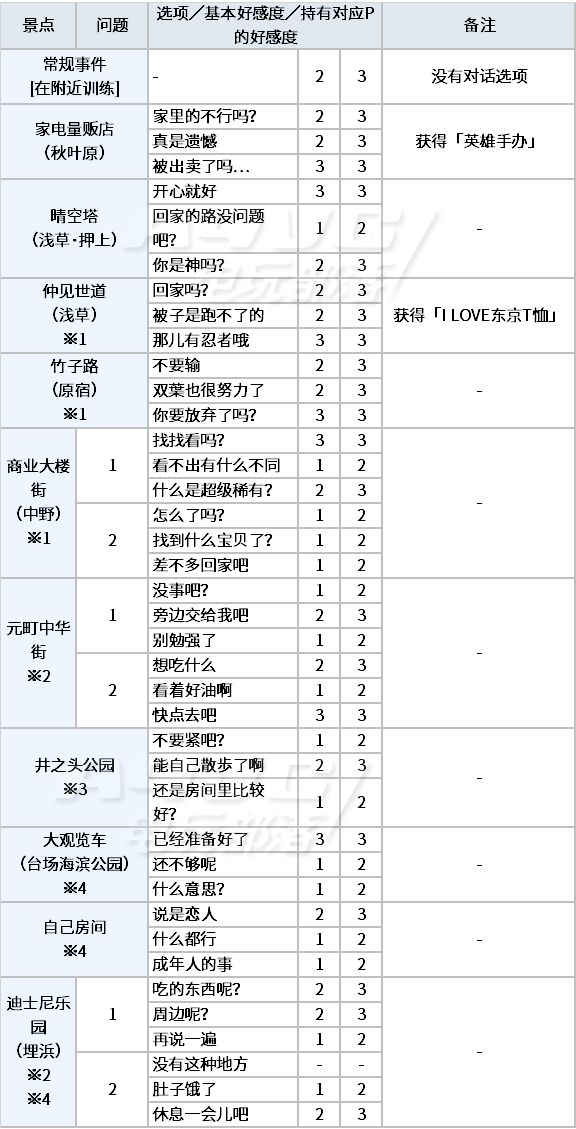 景点 问题 选项／基本好感度／持有对应P的好感度 备注
常规事件
[在附近训练] - 2 3 没有对话选项
家电量贩店
（秋叶原）
家里的不行吗? 2 3
真是遗憾 2 3
被出卖了吗… 3 3
获得「英雄手办」
晴空塔
（浅草·押上）
开心就好 3 3
回家的路没问题吧? 1 2
你是神吗? 2 3
-
仲见世道
（浅草）
※1
回家吗? 2 3
被子是跑不了的 2 3
那儿有忍者哦 3 3
获得「I LOVE东京T恤」
竹子路
（原宿）
※1
不要输 2 3
双葉也很努力了 2 3
你要放弃了吗? 3 3
-
商业大楼街
（中野）
※1
1
找找看吗? 3 3
看不出有什么不同 1 2
什么是超级稀有? 2 3
2
怎么了吗? 1 2
找到什么宝贝了? 1 2
差不多回家吧 1 2
-
元町中华街
※2
1
没事吧? 1 2
旁边交给我吧 2 3
别勉强了 1 2
2
想吃什么 2 3
看着好油啊 1 2
快点去吧 3 3
-
井之头公园
※3
不要紧吧? 1 2
能自己散步了啊 2 3
还是房间里比较好? 1 2
-
大观览车
（台场海滨公园）
※4
已经准备好了 3 3
还不够呢 1 2
什么意思? 1 2
-
自己房间
※4
说是恋人 2 3
什么都行 1 2
成年人的事 1 2
-
迪士尼乐园
（埋浜）
※2
※4
1
吃的东西呢? 2 3
周边呢? 2 3
再说一遍 1 2
2
没有这种地方 - -
肚子饿了 1 2
休息一会儿吧 2 3
-
A9VG
电玩部落
A9VG
电玩部落